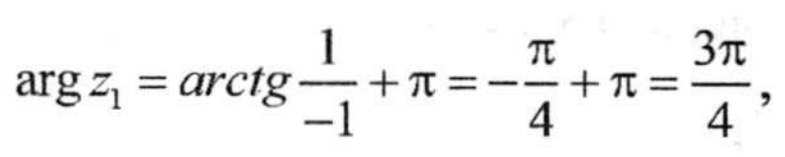 arg z₁ = arctg 1/−1 + π = −π/4 + π = 3π/4,